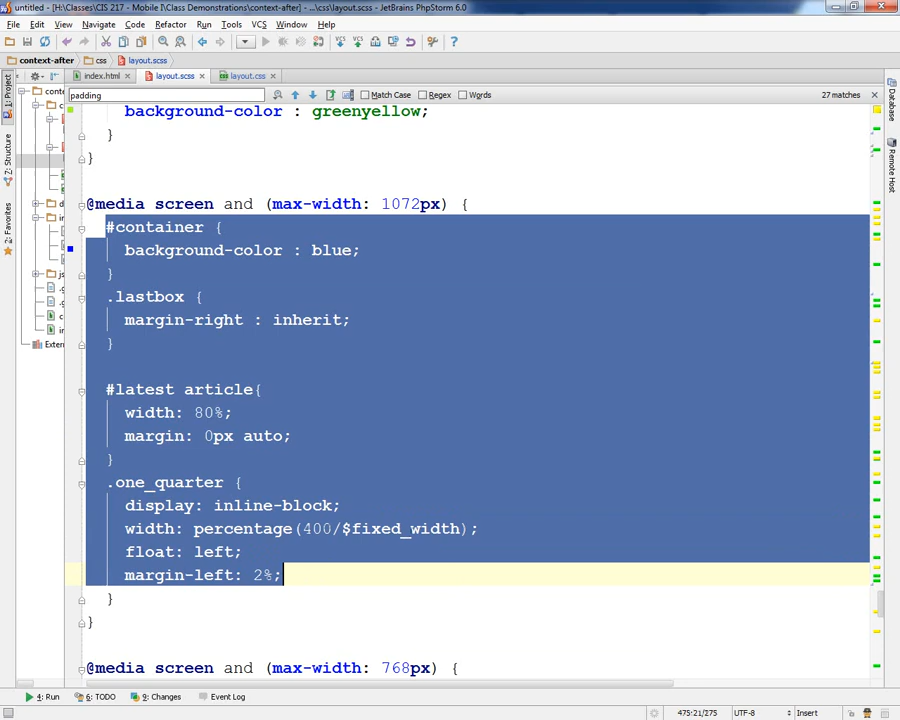 untitled - [H:\Classes\CIS 217 - Mobile I\Class Demonstrations\context-after] - ...\css\layout.scss - JetBrains PhpStorm 6.0
File Edit View Navigate Code Refactor Run Tools VCS Window Help
context-after css layout.scss
index.html layout.scss layout.css
padding Match Case Regex Words 27 matches
1: Project
7: Structure
2: Favorites
Database
Remote Host
conte
Extern
background-color : greenyellow;
}
}
@media screen and (max-width: 1072px) {
#container {
background-color : blue;
}
.lastbox {
margin-right : inherit;
}
#latest article{
width: 80%;
margin: 0px auto;
}
.one_quarter {
display: inline-block;
width: percentage(400/$fixed_width);
float: left;
margin-left: 2%;
}
}
@media screen and (max-width: 768px) {
4: Run 6: TODO 9: Changes Event Log
475:21/275 UTF-8 Insert